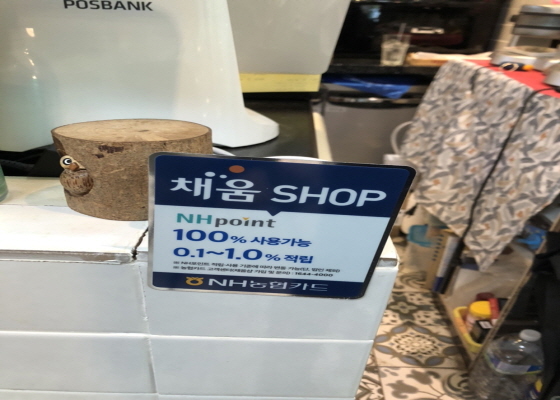 POSBANK
채움 SHOP
NHpoint
100% 사용가능
0.1~1.0% 적립
NH농협카드